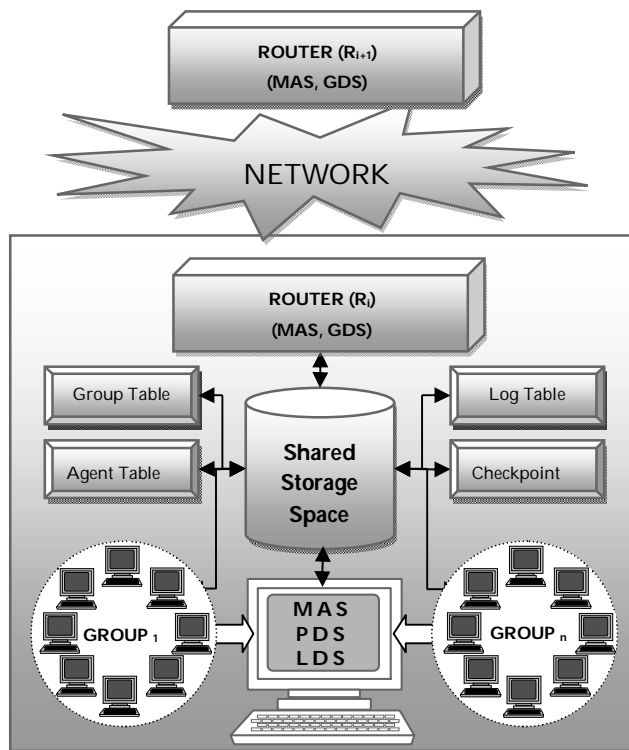 ROUTER (Ri+1)
(MAS, GDS)
NETWORK
ROUTER (Ri)
(MAS, GDS)
Group Table
Log Table
Agent Table
Checkpoint
Shared
Storage
Space
GROUP 1
MAS
PDS
LDS
GROUP n